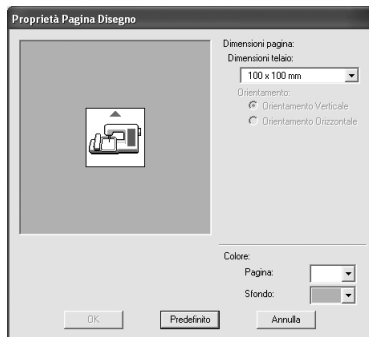 Proprietà Pagina Disegno
Dimensioni pagina:
Dimensioni telaio:
100 x 100 mm
Orientamento:
Orientamento Verticale
Orientamento Orizzontale
Colore:
Pagina:
Sfondo:
OK
Predefinito
Annulla